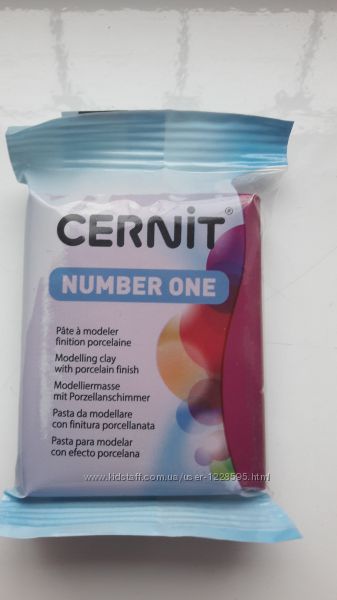 CERNiT®
NUMBER ONE
Pâte à modeler
finition porcelaine
Modelling clay
with porcelain finish
Modelliermasse
mit Porzellanschimmer
Pasta da modellare
con finitura porcellanata
Pasta para modelar
con efecto porcelana
www.kidstaff.com.ua/user-1228595.html